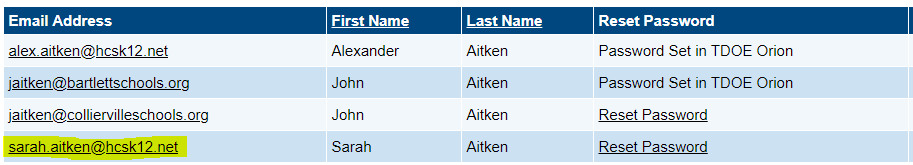 Email Address First Name Last Name Reset Password
alex.aitken@hcsk12.net Alexander Aitken Password Set in TDOE Orion
jaitken@bartlettschools.org John Aitken Password Set in TDOE Orion
jaitken@colliervilleschools.org John Aitken Reset Password
sarah.aitken@hcsk12.net Sarah Aitken Reset Password